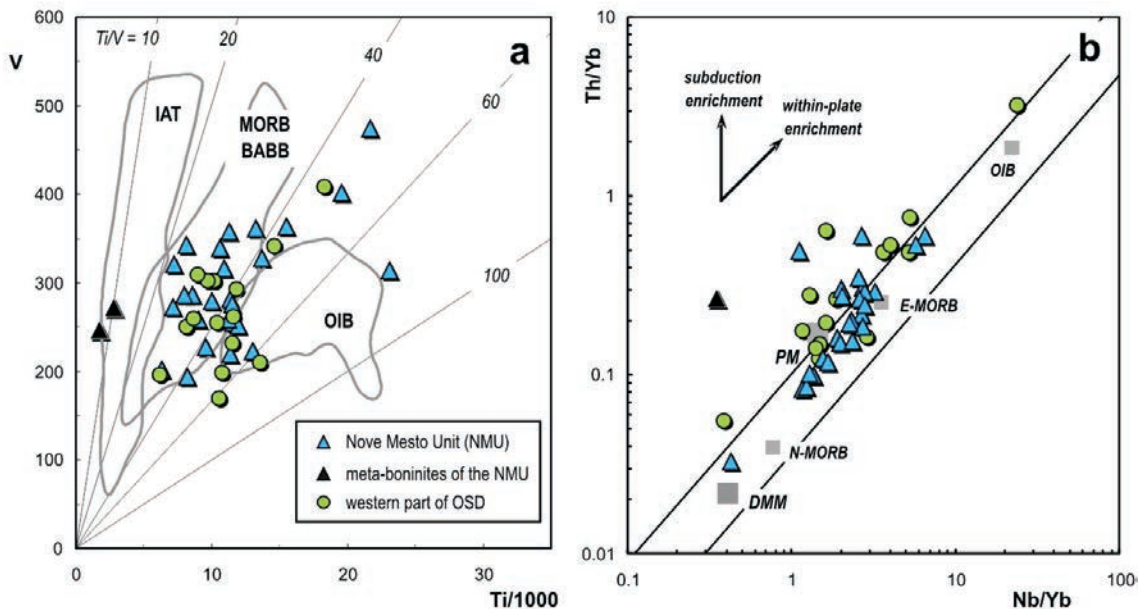 600
500
400
300
200
100
0
V
0
10
20
30
Ti/1000
Ti/V = 10
20
40
60
100
a
IAT
MORB
BABB
OIB
Nove Mesto Unit (NMU)
meta-boninites of the NMU
western part of OSD
Th/Yb
10
1
0.1
0.01
0.1
1
10
100
Nb/Yb
b
subduction
enrichment
within-plate
enrichment
OIB
E-MORB
PM
N-MORB
DMM